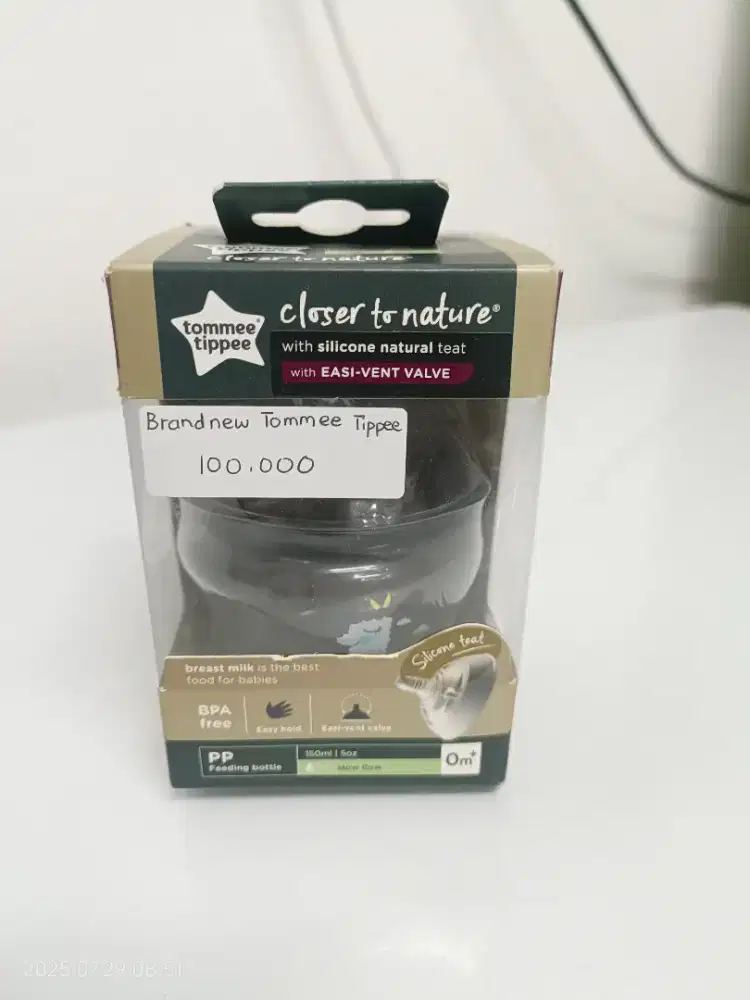 closer to nature
tommee®
tippee
closer to nature®
with silicone natural teat
with EASI-VENT VALVE
Brandnew Tommee Tippee
100.000
Silicone teat
breast milk is the best
food for babies
BPA
free
Easy hold
Easi-vent valve
PP
Feeding bottle
150ml | 5oz
slow flow
0m+
2025.07.29 08:51